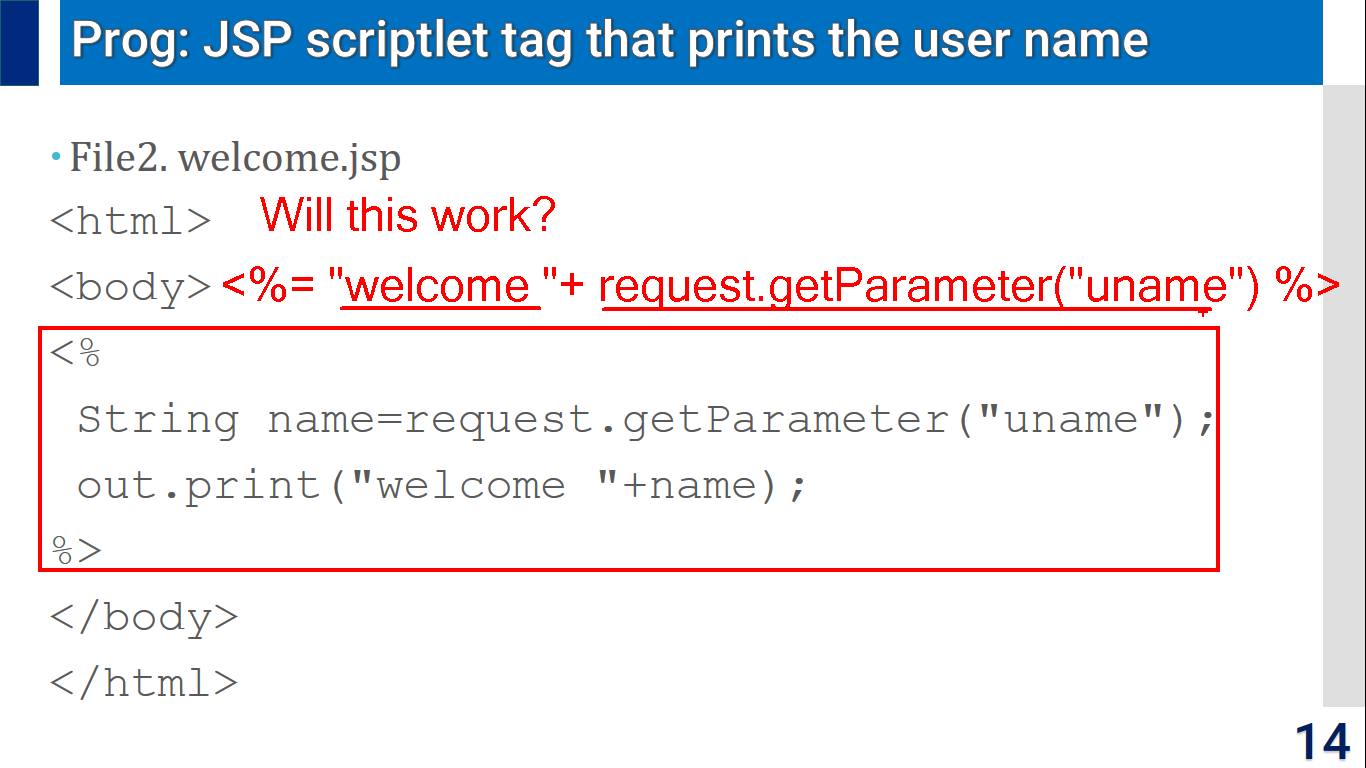 Prog: JSP scriptlet tag that prints the user name
• File2. welcome.jsp
<html> Will this work?
<body> <%= "welcome "+ request.getParameter("uname") %>
<%
String name=request.getParameter("uname");
out.print("welcome "+name);
%>
</body>
</html>
14